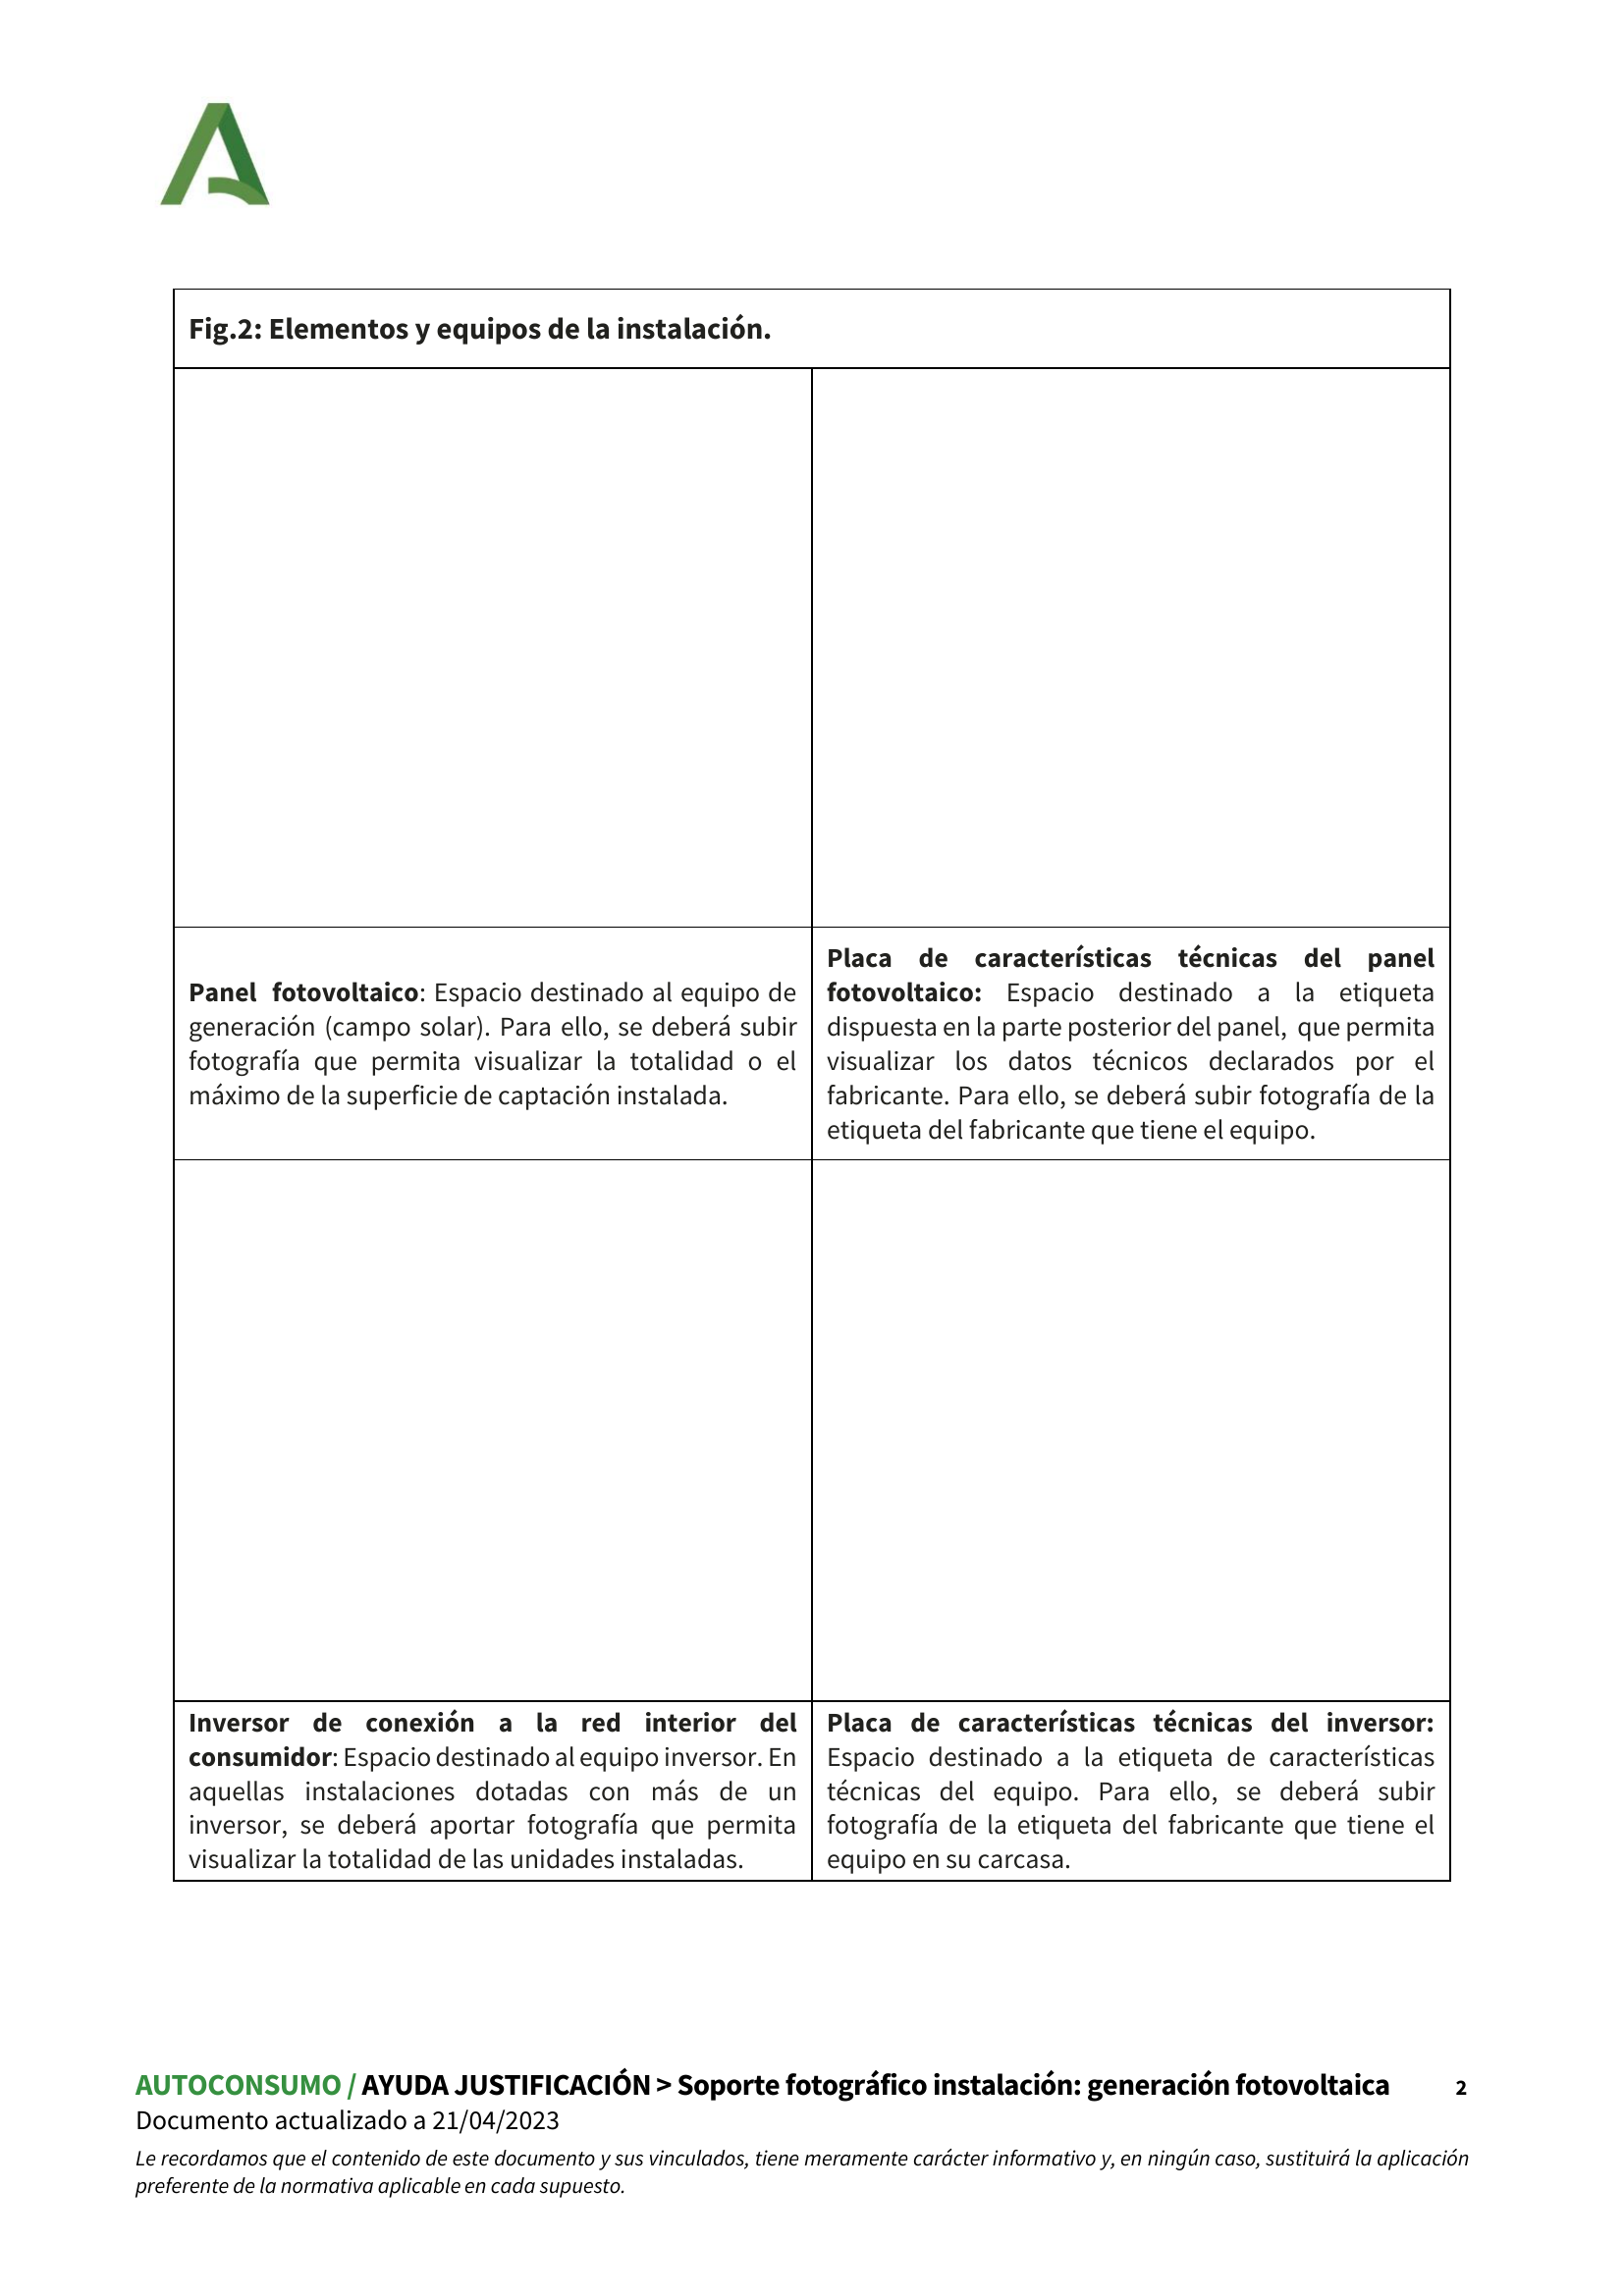 Fig.2: Elementos y equipos de la instalación.
Panel fotovoltaico: Espacio destinado al equipo de
generación (campo solar). Para ello, se deberá subir
fotografía que permita visualizar la totalidad o el
máximo de la superficie de captación instalada.
Placa de características técnicas del panel
fotovoltaico: Espacio destinado a la etiqueta
dispuesta en la parte posterior del panel, que permita
visualizar los datos técnicos declarados por el
fabricante. Para ello, se deberá subir fotografía de la
etiqueta del fabricante que tiene el equipo.
Inversor de conexión a la red interior del
consumidor: Espacio destinado al equipo inversor. En
aquellas instalaciones dotadas con más de un
inversor, se deberá aportar fotografía que permita
visualizar la totalidad de las unidades instaladas.
Placa de características técnicas del inversor:
Espacio destinado a la etiqueta de características
técnicas del equipo. Para ello, se deberá subir
fotografía de la etiqueta del fabricante que tiene el
equipo en su carcasa.
AUTOCONSUMO / AYUDA JUSTIFICACIÓN > Soporte fotográfico instalación: generación fotovoltaica 2
Documento actualizado a 21/04/2023
Le recordamos que el contenido de este documento y sus vinculados, tiene meramente carácter informativo y, en ningún caso, sustituirá la aplicación
preferente de la normativa aplicable en cada supuesto.